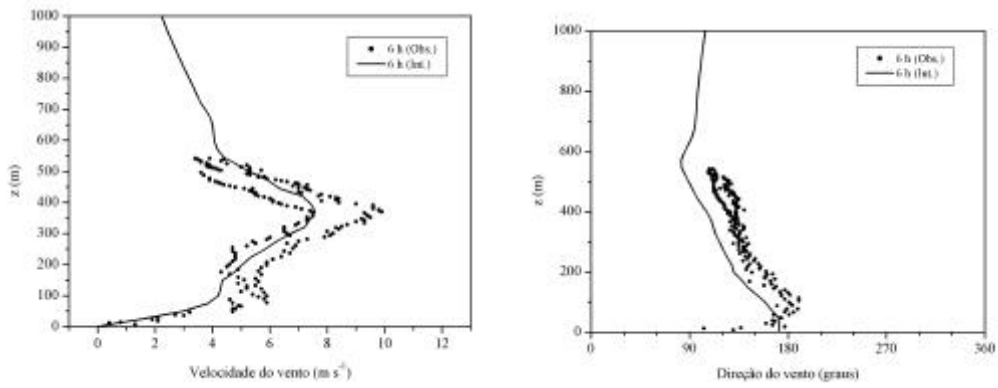 1000
900
800
700
600
500
400
300
200
100
0
z (m)
6 h (Obs.)
6 h (Int.)
0 2 4 6 8 10 12
Velocidade do vento (m s⁻¹)
1000
800
600
400
200
0
z (m)
6 h (Obs.)
6 h (Int.)
0 90 180 270 360
Direção do vento (graus)